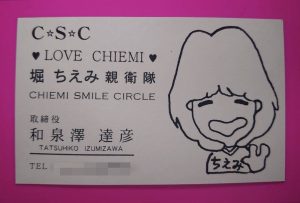 C☆S☆C
♥ LOVE CHIEMI ♥
堀 ちえみ 親衛隊
CHIEMI SMILE CIRCLE
取締役
和泉澤 達彦
TATSUHIKO IZUMIZAWA
TEL
ちえみ